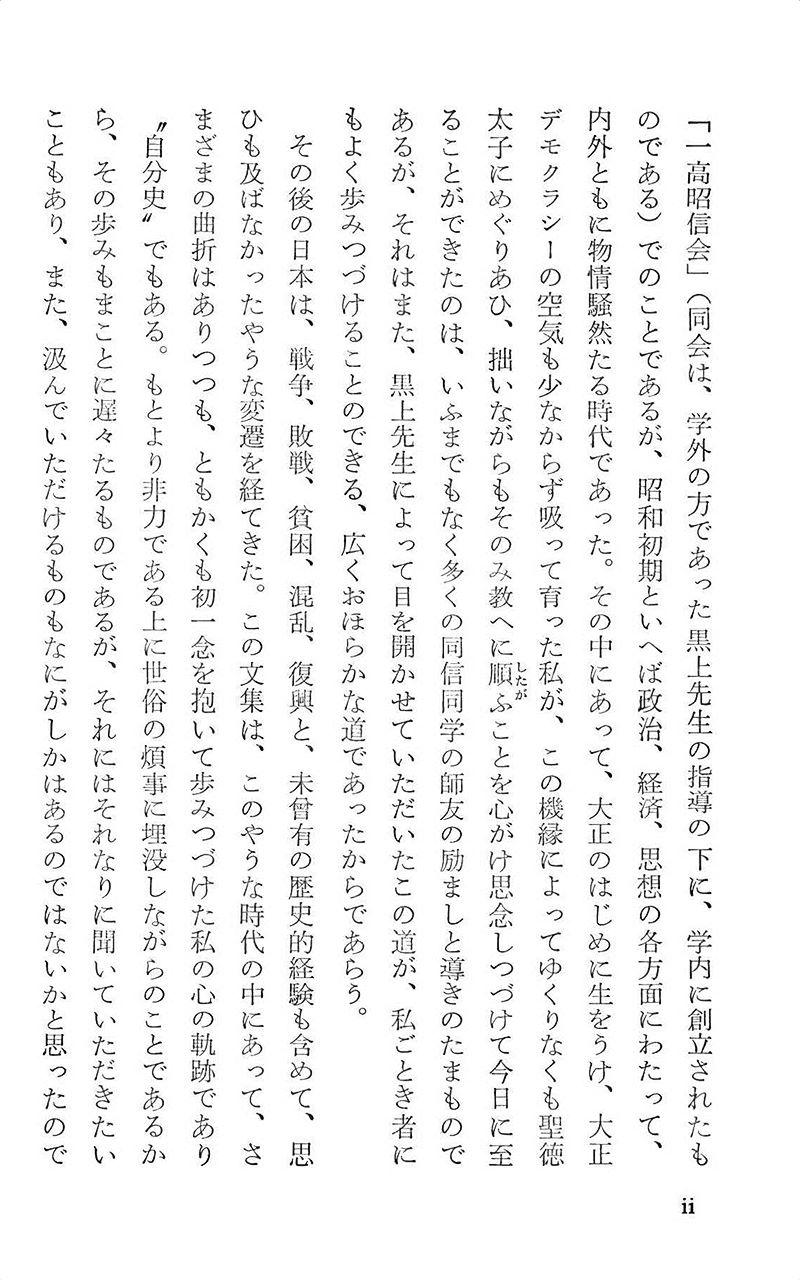 「一高昭信会」（同会は、学外の方であった黒上先生の指導の下に、学内に創立されたも
のである）でのことであるが、昭和初期といへば政治、経済、思想の各方面にわたって、
内外ともに物情騒然たる時代であった。その中にあって、大正のはじめに生をうけ、大正
デモクラシーの空気も少なからず吸って育った私が、この機縁によってゆくりなくも聖徳
太子にめぐりあひ、拙いながらもそのみ教へに順ふことを心がけ思念しつづけて今日に至
したが
ることができたのは、いふまでもなく多くの同信同学の師友の励ましと導きのたまもので
あるが、それはまた、黒上先生によって目を開かせていただいたこの道が、私ごとき者に
もよく歩みつづけることのできる、広くおほらかな道であったからであらう。
その後の日本は、戦争、敗戦、貧困、混乱、復興と、未曾有の歴史的経験も含めて、思
ひも及ばなかったやうな変遷を経てきた。この文集は、このやうな時代の中にあって、さ
まざまの曲折はありつつも、ともかくも初一念を抱いて歩みつづけた私の心の軌跡であり
〝自分史〟でもある。もとより非力である上に世俗の煩事に埋没しながらのことであるか
ら、その歩みもまことに遅々たるものであるが、それにはそれなりに聞いていただきたい
こともあり、また、汲んでいただけるものもなにがしかはあるのではないかと思ったので
ii